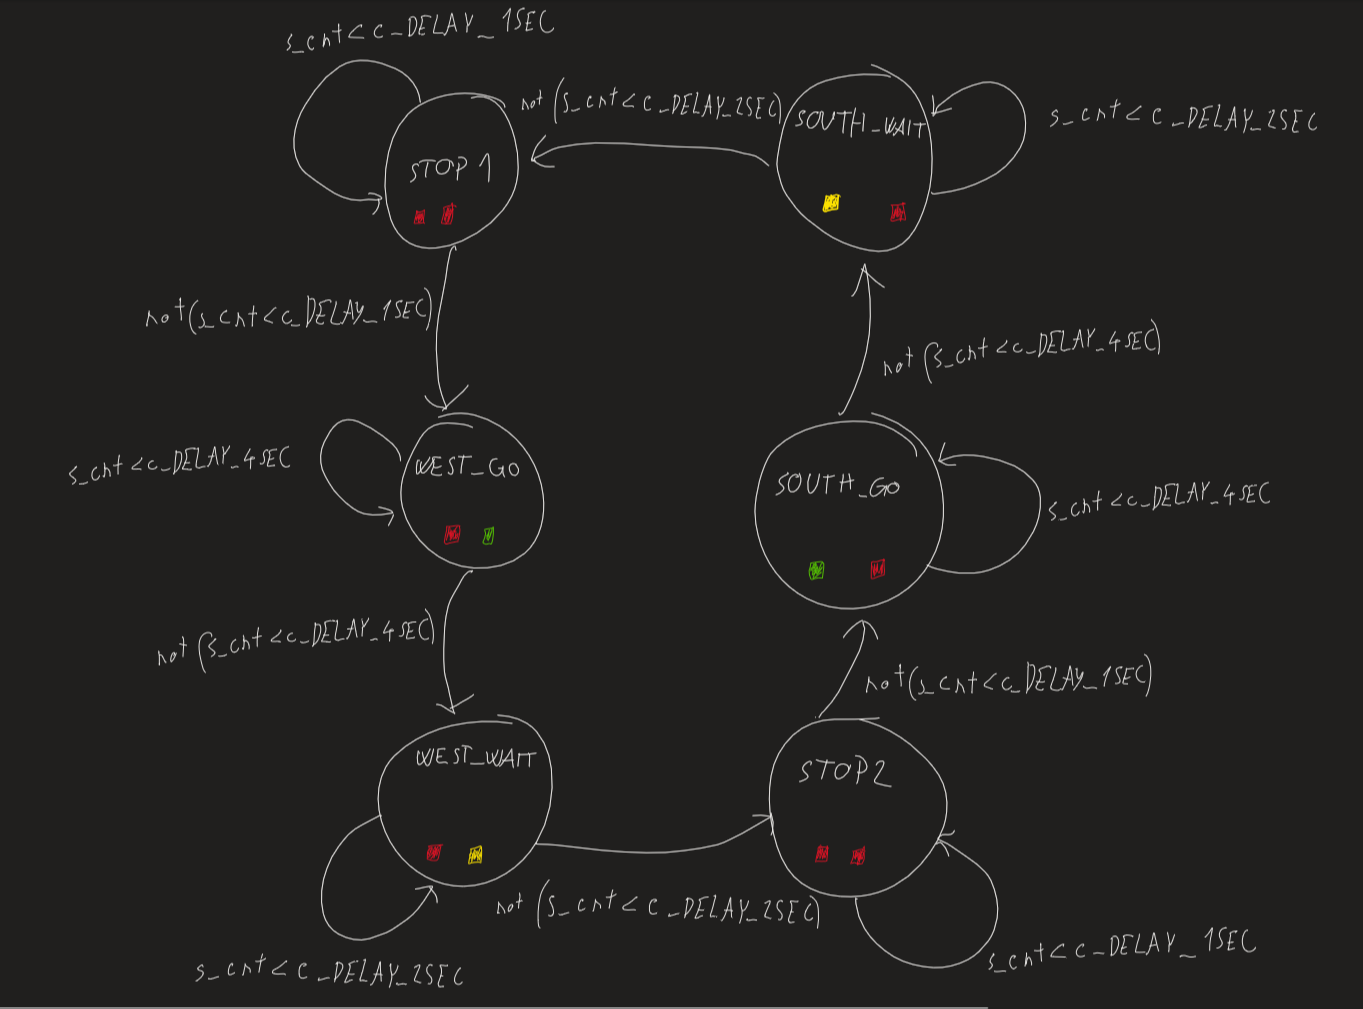 s_cnt < c_DELAY_1SEC
not (s_cnt < c_DELAY_2SEC)
SOUTH_WAIT
s_cnt < c_DELAY_2SEC
STOP 1
not (s_cnt < c_DELAY_1SEC)
not (s_cnt < c_DELAY_4SEC)
s_cnt < c_DELAY_4SEC
WEST_GO
SOUTH_GO
s_cnt < c_DELAY_4SEC
not (s_cnt < c_DELAY_4SEC)
not (s_cnt < c_DELAY_1SEC)
WEST_WAIT
STOP2
not (s_cnt < c_DELAY_2SEC)
s_cnt < c_DELAY_1SEC
s_cnt < c_DELAY_2SEC